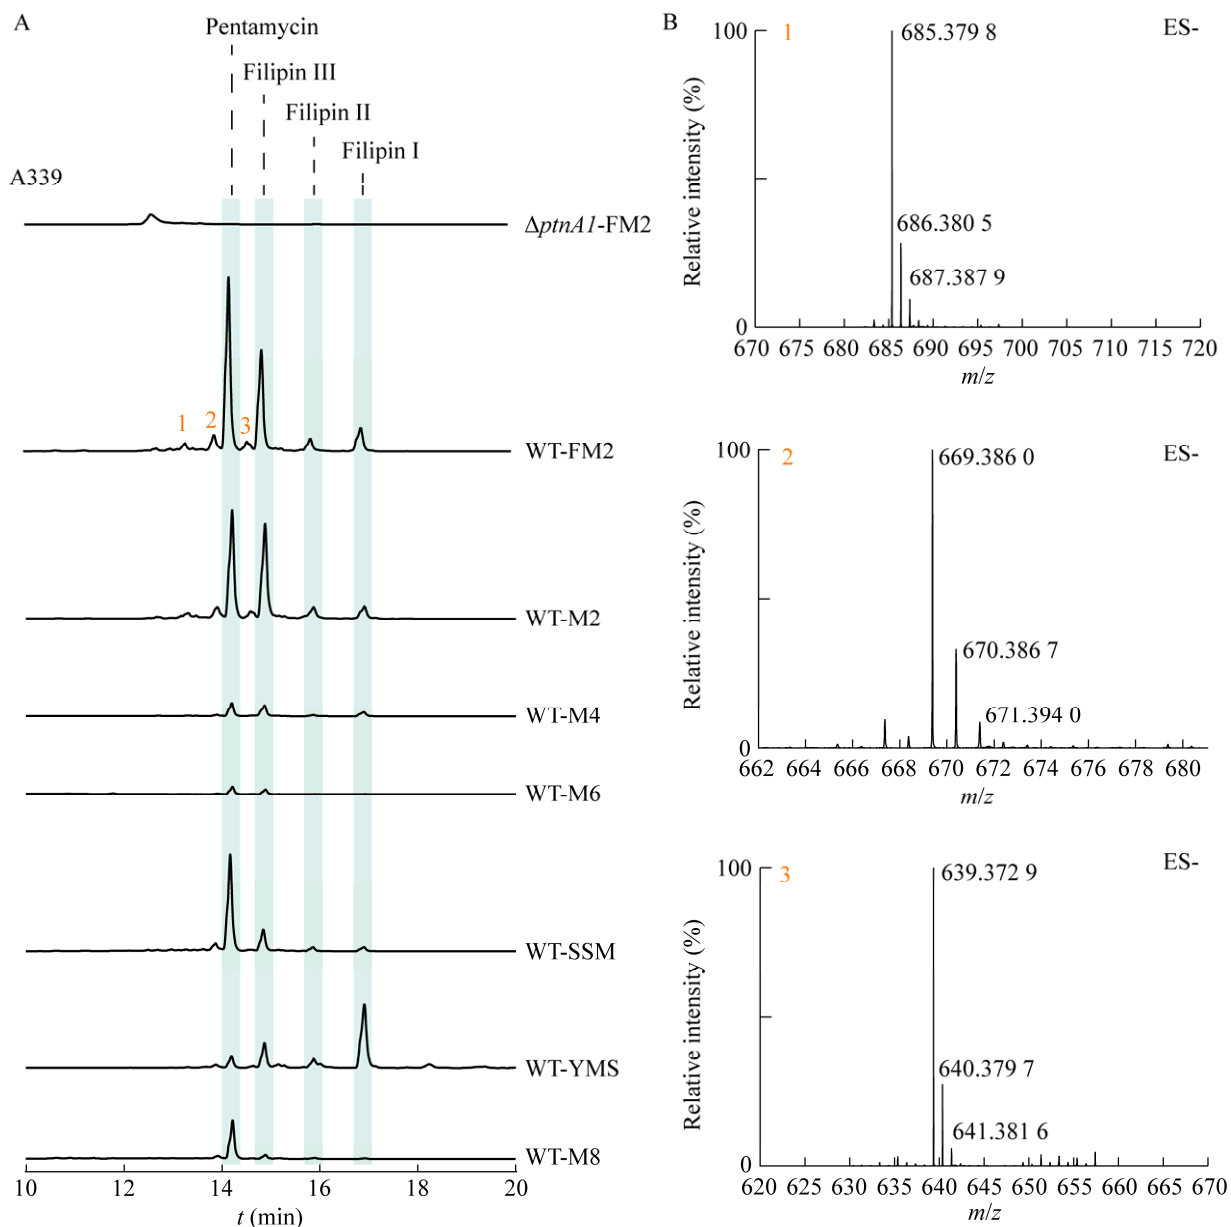 A
Pentamycin
Filipin III
Filipin II
Filipin I
A339
ΔptnA1-FM2
1
2
3
WT-FM2
WT-M2
WT-M4
WT-M6
WT-SSM
WT-YMS
WT-M8
10 12 14 16 18 20
t (min)
B
1
ES-
100
685.379 8
686.380 5
687.387 9
Relative intensity (%)
0
670 675 680 685 690 695 700 705 710 715 720
m/z
2
ES-
100
669.386 0
670.386 7
671.394 0
Relative intensity (%)
0
662 664 666 668 670 672 674 676 678 680
m/z
3
ES-
100
639.372 9
640.379 7
641.381 6
Relative intensity (%)
0
620 625 630 635 640 645 650 655 660 665 670
m/z